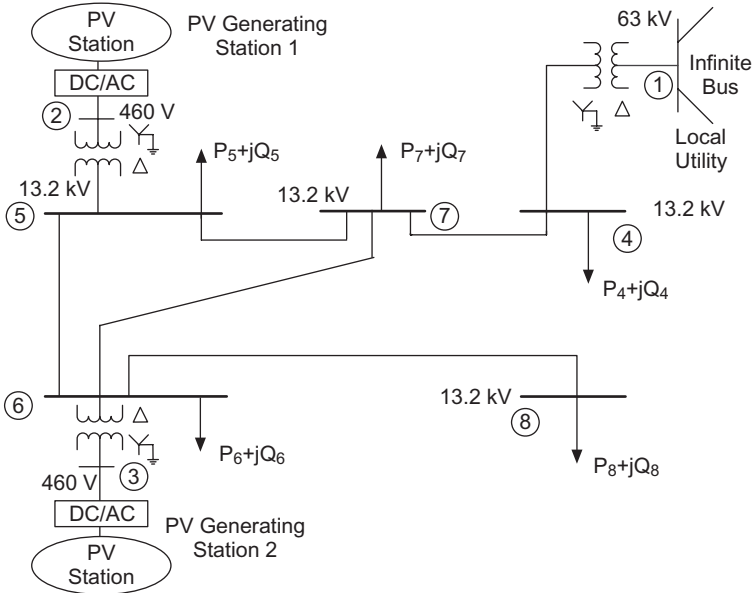 PV
Station
PV Generating
Station 1
DC/AC
2
460 V
13.2 kV
5
P5+jQ5
13.2 kV
P7+jQ7
7
63 kV
1
Infinite
Bus
Local
Utility
13.2 kV
4
P4+jQ4
6
P6+jQ6
13.2 kV
8
P8+jQ8
460 V
3
DC/AC
PV Generating
Station 2
PV
Station